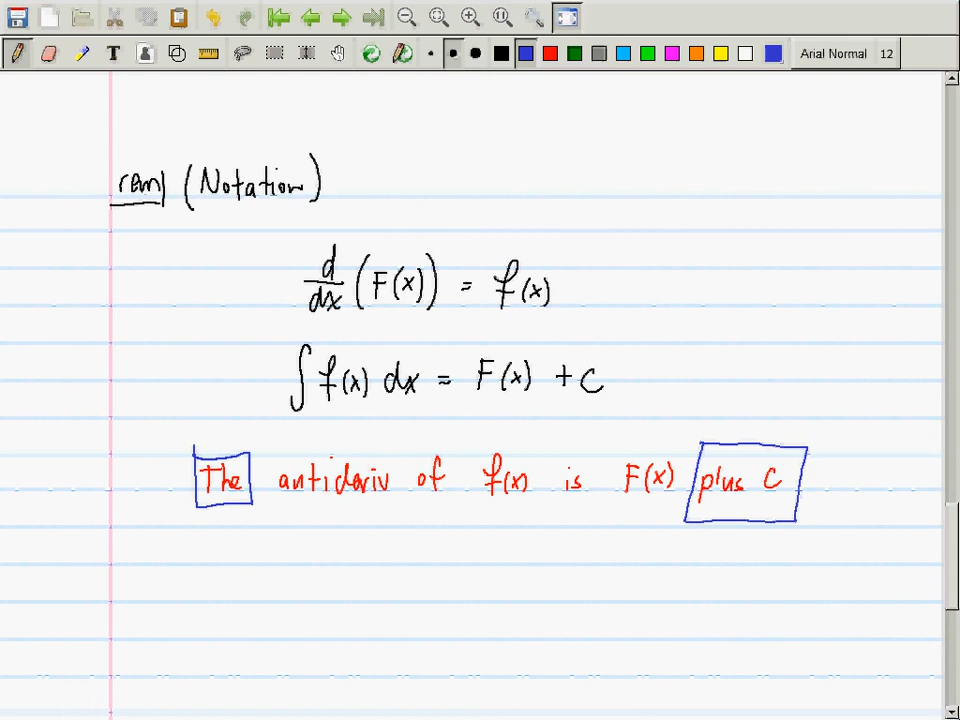 Arial Normal 12
rem (Notation)
d/dx (F(x)) = f(x)
∫ f(x) dx = F(x) + C
The antideriv of f(x) is F(x) plus C